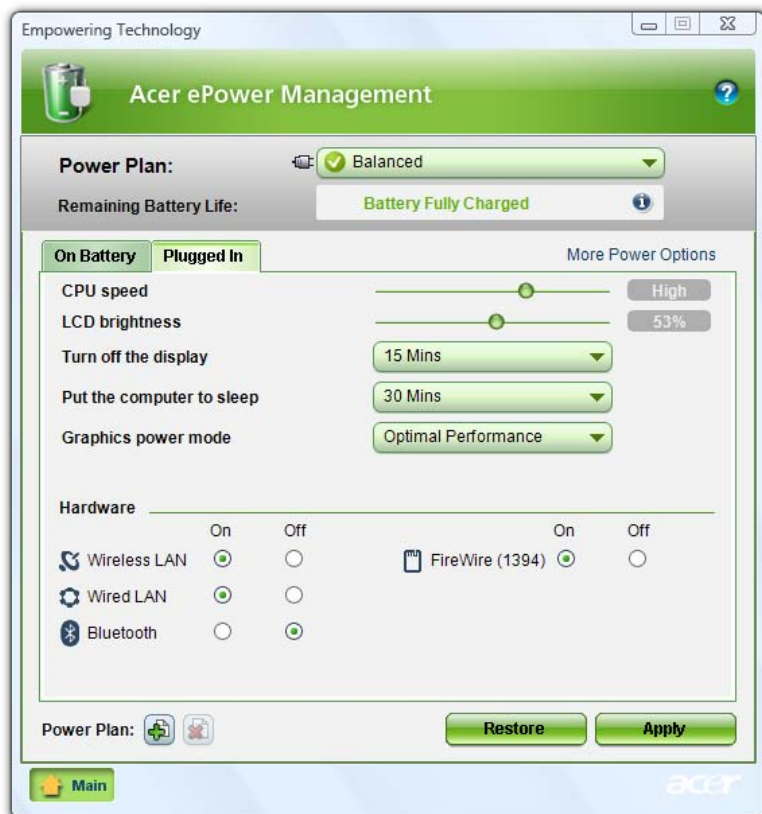 Empowering Technology
Acer ePower Management
Power Plan: Balanced
Remaining Battery Life: Battery Fully Charged
On Battery Plugged In More Power Options
CPU speed High
LCD brightness 53%
Turn off the display 15 Mins
Put the computer to sleep 30 Mins
Graphics power mode Optimal Performance
Hardware
On Off On Off
Wireless LAN FireWire (1394)
Wired LAN
Bluetooth
Power Plan: Restore Apply
Main acer